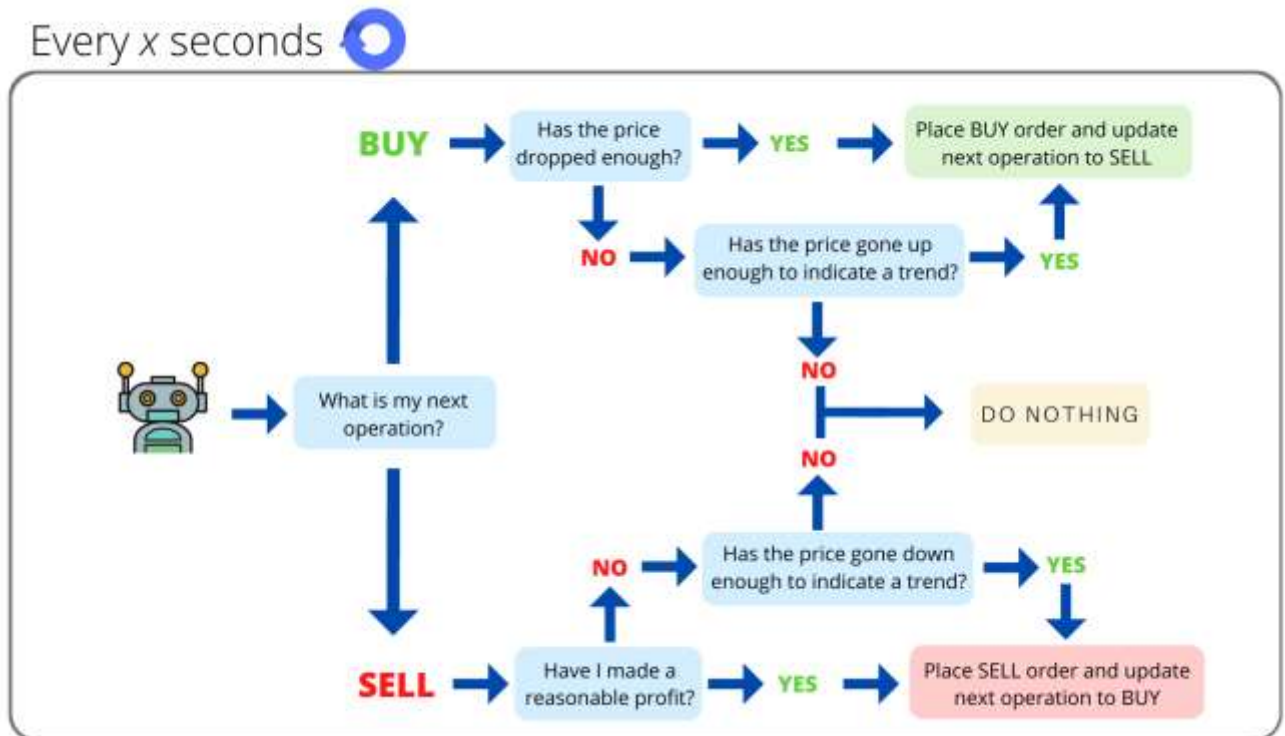 Every x seconds
BUY
Has the price
dropped enough?
YES
Place BUY order and update
next operation to SELL
NO
Has the price gone up
enough to indicate a trend?
YES
NO
What is my next
operation?
DO NOTHING
NO
NO
Has the price gone down
enough to indicate a trend?
YES
SELL
Have I made a
reasonable profit?
YES
Place SELL order and update
next operation to BUY